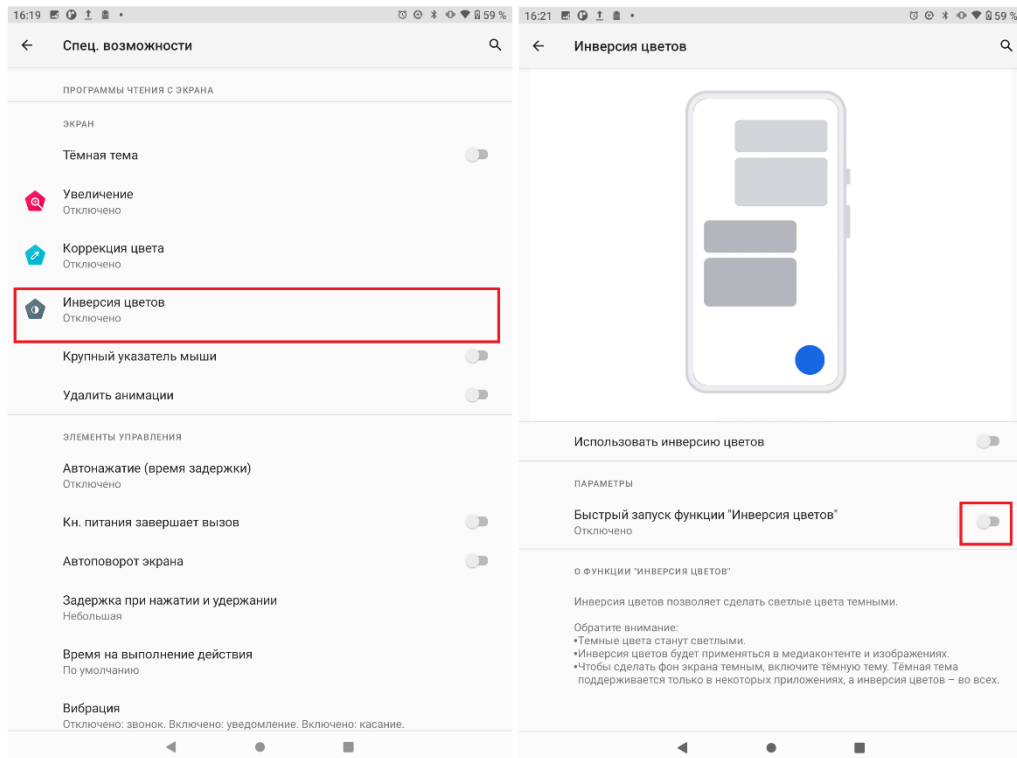 16:19
59 %
Спец. возможности
ПРОГРАММЫ ЧТЕНИЯ С ЭКРАНА
ЭКРАН
Тёмная тема
Увеличение
Отключено
Коррекция цвета
Отключено
Инверсия цветов
Отключено
Крупный указатель мыши
Удалить анимации
ЭЛЕМЕНТЫ УПРАВЛЕНИЯ
Автонажатие (время задержки)
Отключено
Кн. питания завершает вызов
Автоповорот экрана
Задержка при нажатии и удержании
Небольшая
Время на выполнение действия
По умолчанию
Вибрация
Отключено: звонок. Включено: уведомление. Включено: касание.
16:21
59 %
Инверсия цветов
Использовать инверсию цветов
ПАРАМЕТРЫ
Быстрый запуск функции "Инверсия цветов"
Отключено
О ФУНКЦИИ "ИНВЕРСИЯ ЦВЕТОВ"
Инверсия цветов позволяет сделать светлые цвета темными.
Обратите внимание:
•Темные цвета станут светлыми.
•Инверсия цветов будет применяться в медиаконтенте и изображениях.
•Чтобы сделать фон экрана темным, включите тёмную тему. Тёмная тема
поддерживается только в некоторых приложениях, а инверсия цветов – во всех.